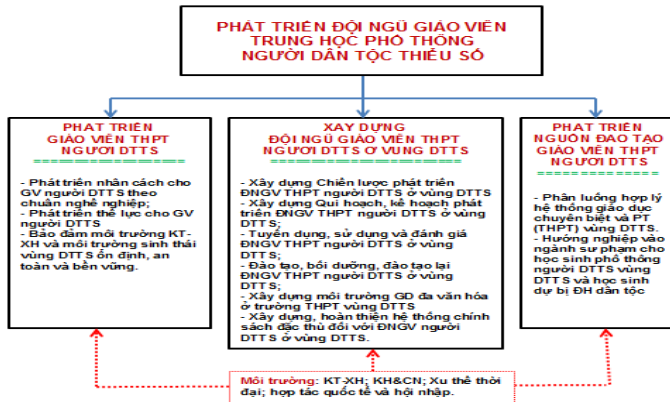 PHÁT TRIỂN ĐỘI NGŨ GIÁO VIÊN
TRUNG HỌC PHỔ THÔNG
NGƯỜI DÂN TỘC THIỂU SỐ
PHÁT TRIỂN
GIÁO VIÊN THPT
NGƯỜI DTTS
===================
- Phát triển nhân cách cho
GV người DTTS theo
chuẩn nghề nghiệp;
- Phát triển thể lực cho GV
người DTTS
- Bảo đảm môi trường KT-
XH và môi trường sinh thái
vùng DTTS ổn định, an
toàn và bền vững.
XÂY DỰNG
ĐỘI NGŨ GIÁO VIÊN THPT
NGƯỜI DTTS Ở VÙNG DTTS
========================
- Xây dựng Chiến lược phát triển
ĐNGV THPT người DTTS ở vùng DTTS
- Xây dựng Qui hoạch, kế hoạch phát
triển ĐNGV THPT người DTTS ở vùng
DTTS;
- Tuyển dụng, sử dụng và đánh giá
ĐNGV THPT người DTTS ở vùng
DTTS;
- Đào tạo, bồi dưỡng, đào tạo lại
ĐNGV THPT người DTTS ở vùng
DTTS;
- Xây dựng môi trường GD đa văn hóa
ở trường THPT vùng DTTS
- Xây dựng, hoàn thiện hệ thống chính
sách đặc thù đối với ĐNGV người
DTTS ở vùng DTTS.
PHÁT TRIỂN
NGUỒN ĐÀO TẠO
GIÁO VIÊN THPT
NGƯỜI DTTS
==============
- Phân luồng hợp lý
hệ thống giáo dục
chuyên biệt và PT
(THPT) vùng DTTS.
- Hướng nghiệp vào
ngành sư phạm cho
học sinh phổ thông
người DTTS vùng
DTTS và học sinh
dự bị ĐH dân tộc
Môi trường: KT-XH; KH&CN; Xu thế thời
đại; hợp tác quốc tế và hội nhập.